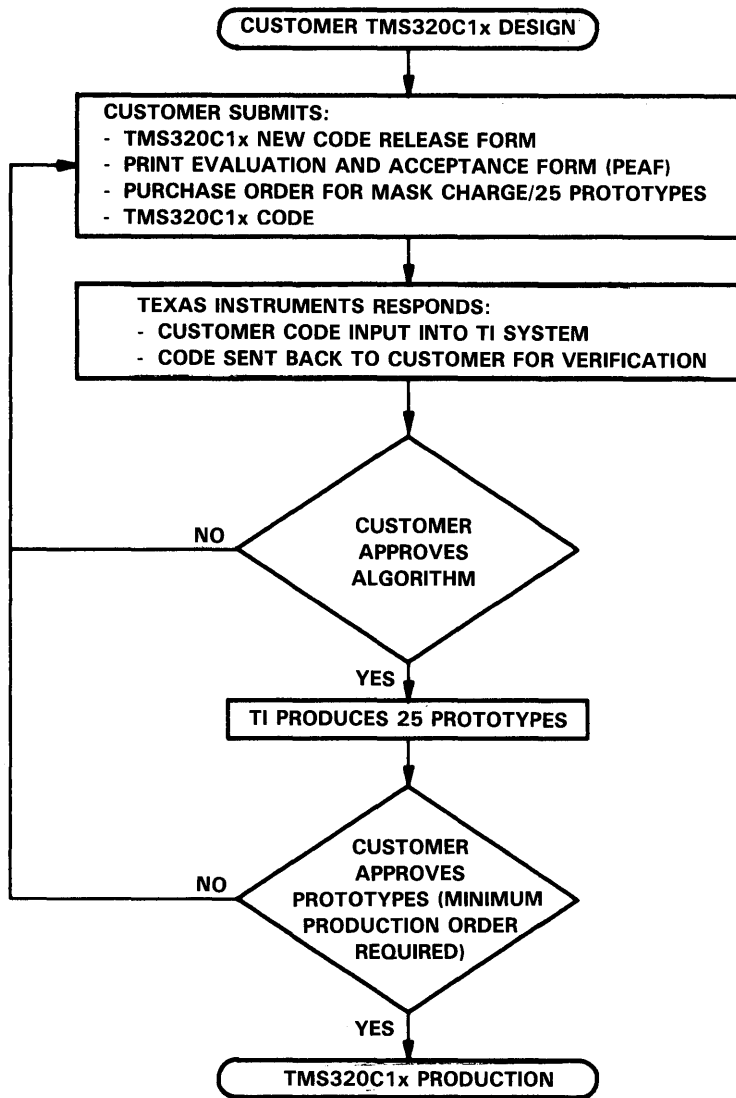 CUSTOMER TMS320C1x DESIGN
CUSTOMER SUBMITS:
- TMS320C1x NEW CODE RELEASE FORM
- PRINT EVALUATION AND ACCEPTANCE FORM (PEAF)
- PURCHASE ORDER FOR MASK CHARGE/25 PROTOTYPES
- TMS320C1x CODE
TEXAS INSTRUMENTS RESPONDS:
- CUSTOMER CODE INPUT INTO TI SYSTEM
- CODE SENT BACK TO CUSTOMER FOR VERIFICATION
NO
CUSTOMER
APPROVES
ALGORITHM
YES
TI PRODUCES 25 PROTOTYPES
NO
CUSTOMER
APPROVES
PROTOTYPES (MINIMUM
PRODUCTION ORDER
REQUIRED)
YES
TMS320C1x PRODUCTION